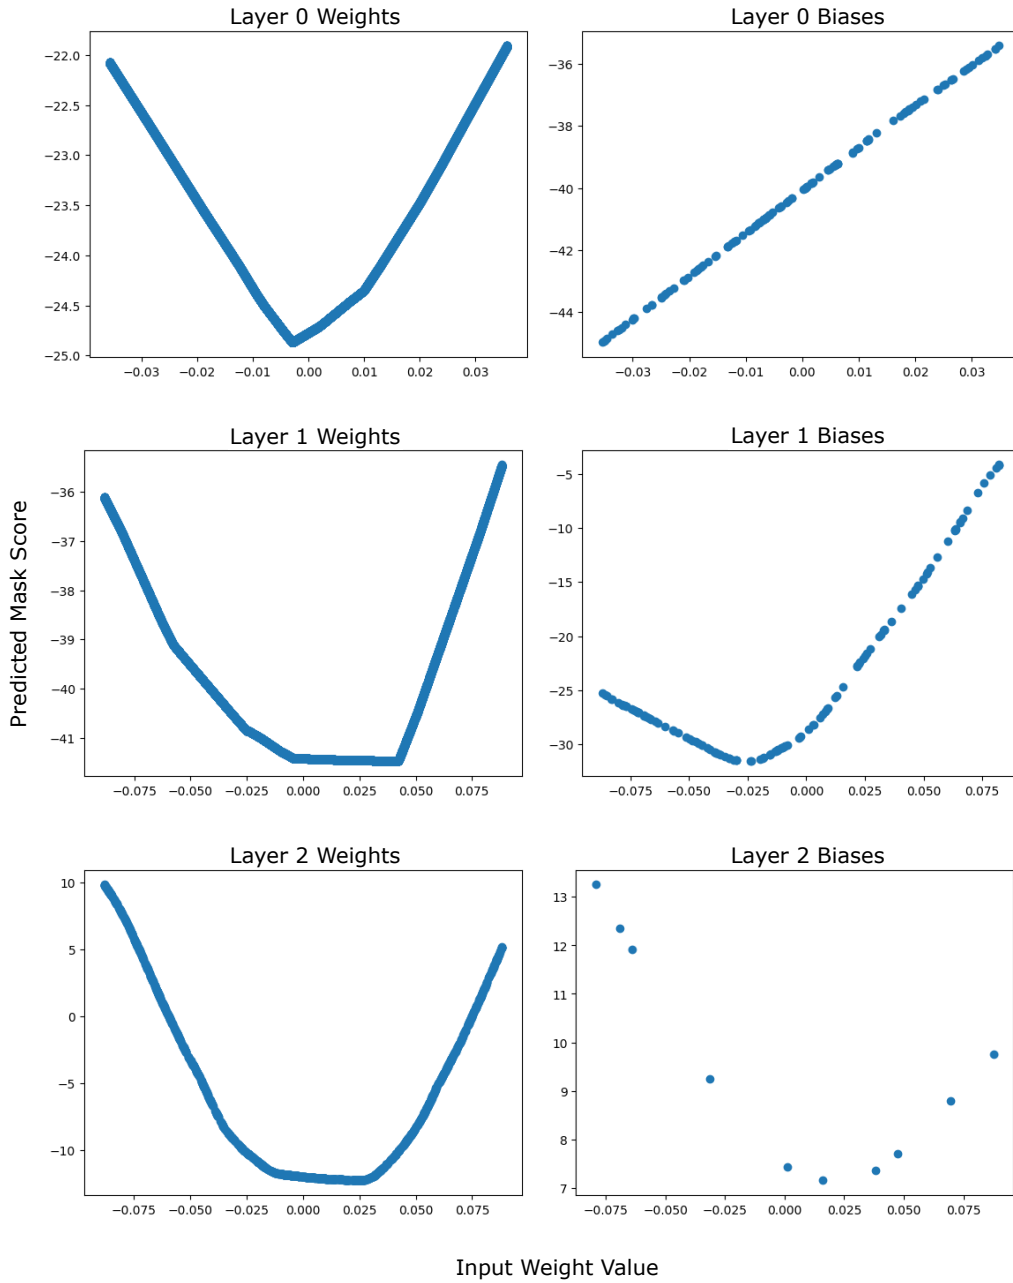 Layer 0 Weights
Layer 0 Biases
−22.0
−22.5
−23.0
−23.5
−24.0
−24.5
−25.0
−0.03 −0.02 −0.01 0.00 0.01 0.02 0.03
−36
−38
−40
−42
−44
−0.03 −0.02 −0.01 0.00 0.01 0.02 0.03
Layer 1 Weights
Layer 1 Biases
Predicted Mask Score
−36
−37
−38
−39
−40
−41
−0.075 −0.050 −0.025 0.000 0.025 0.050 0.075
−5
−10
−15
−20
−25
−30
−0.075 −0.050 −0.025 0.000 0.025 0.050 0.075
Layer 2 Weights
Layer 2 Biases
10
5
0
−5
−10
−0.075 −0.050 −0.025 0.000 0.025 0.050 0.075
13
12
11
10
9
8
7
−0.075 −0.050 −0.025 0.000 0.025 0.050 0.075
Input Weight Value